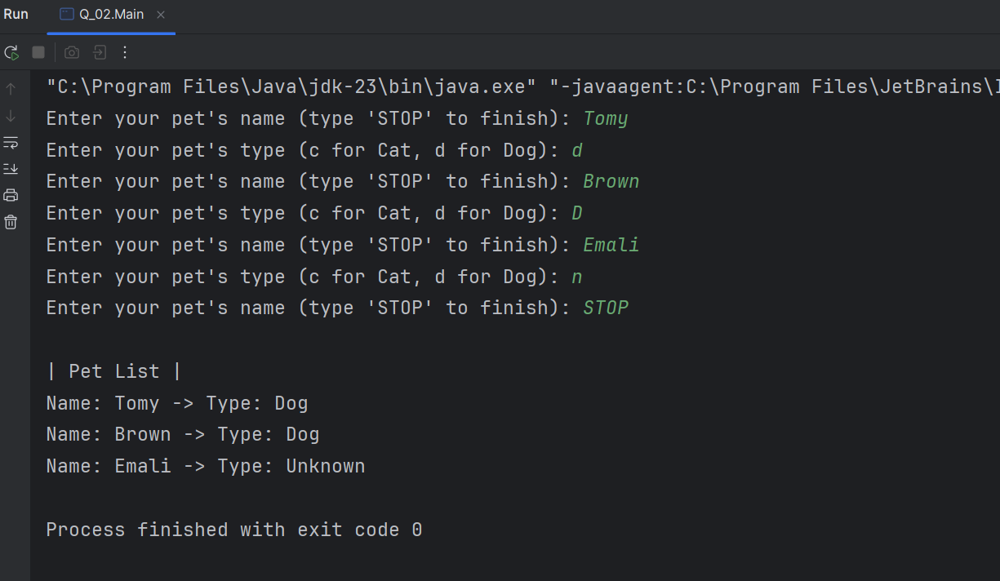 Run
Q_02.Main
"C:\Program Files\Java\jdk-23\bin\java.exe" "-javaagent:C:\Program Files\JetBrains\
Enter your pet's name (type 'STOP' to finish): Tomy
Enter your pet's type (c for Cat, d for Dog): d
Enter your pet's name (type 'STOP' to finish): Brown
Enter your pet's type (c for Cat, d for Dog): D
Enter your pet's name (type 'STOP' to finish): Emali
Enter your pet's type (c for Cat, d for Dog): n
Enter your pet's name (type 'STOP' to finish): STOP
| Pet List |
Name: Tomy -> Type: Dog
Name: Brown -> Type: Dog
Name: Emali -> Type: Unknown
Process finished with exit code 0